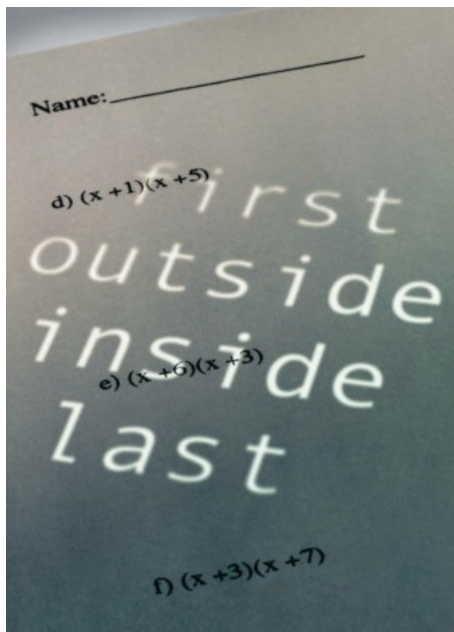 Name:
d) (x +1)(x +5)
first
outside
inside
e) (x +6)(x +3)
last
f) (x +3)(x +7)